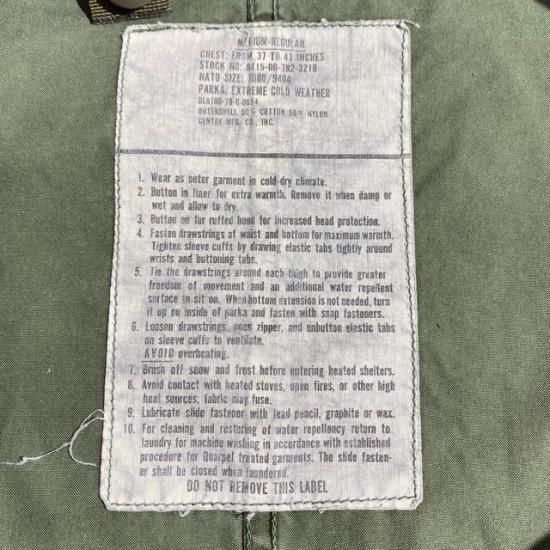 MEDIUM-REGULAR
CHEST: FROM 37 TO 41 INCHES
STOCK NO: 8415-00-782-3218
NATO SIZE: 7080/9404
PARKA, EXTREME COLD WEATHER
DLA100-78-C-0554
OUTERSHELL 50% COTTON 50% NYLON
CENTRE MFG. CO., INC.
1. Wear as outer garment in cold-dry climate.
2. Button in liner for extra warmth. Remove it when damp or
wet and allow to dry.
3. Button on fur ruffed hood for increased head protection.
4. Fasten drawstrings at waist and bottom for maximum warmth.
Tighten sleeve cuffs by drawing elastic tabs tightly around
wrists and buttoning tabs.
5. Tie the drawstrings around each thigh to provide greater
freedom of movement and an additional water repellent
surface to sit on. When bottom extension is not needed, turn
it up on inside of parka and fasten with snap fasteners.
6. Loosen drawstrings, open zipper, and unbutton elastic tabs
on sleeve cuffs to ventilate.
AVOID overheating.
7. Brush off snow and frost before entering heated shelters.
8. Avoid contact with heated stoves, open fires, or other high
heat sources; fabric may fuse.
9. Lubricate slide fastener with lead pencil, graphite or wax.
10. For cleaning and restoring of water repellency return to
laundry for machine washing in accordance with established
procedure for Quarpel treated garments. The slide fasten-
er shall be closed when laundered.
DO NOT REMOVE THIS LABEL